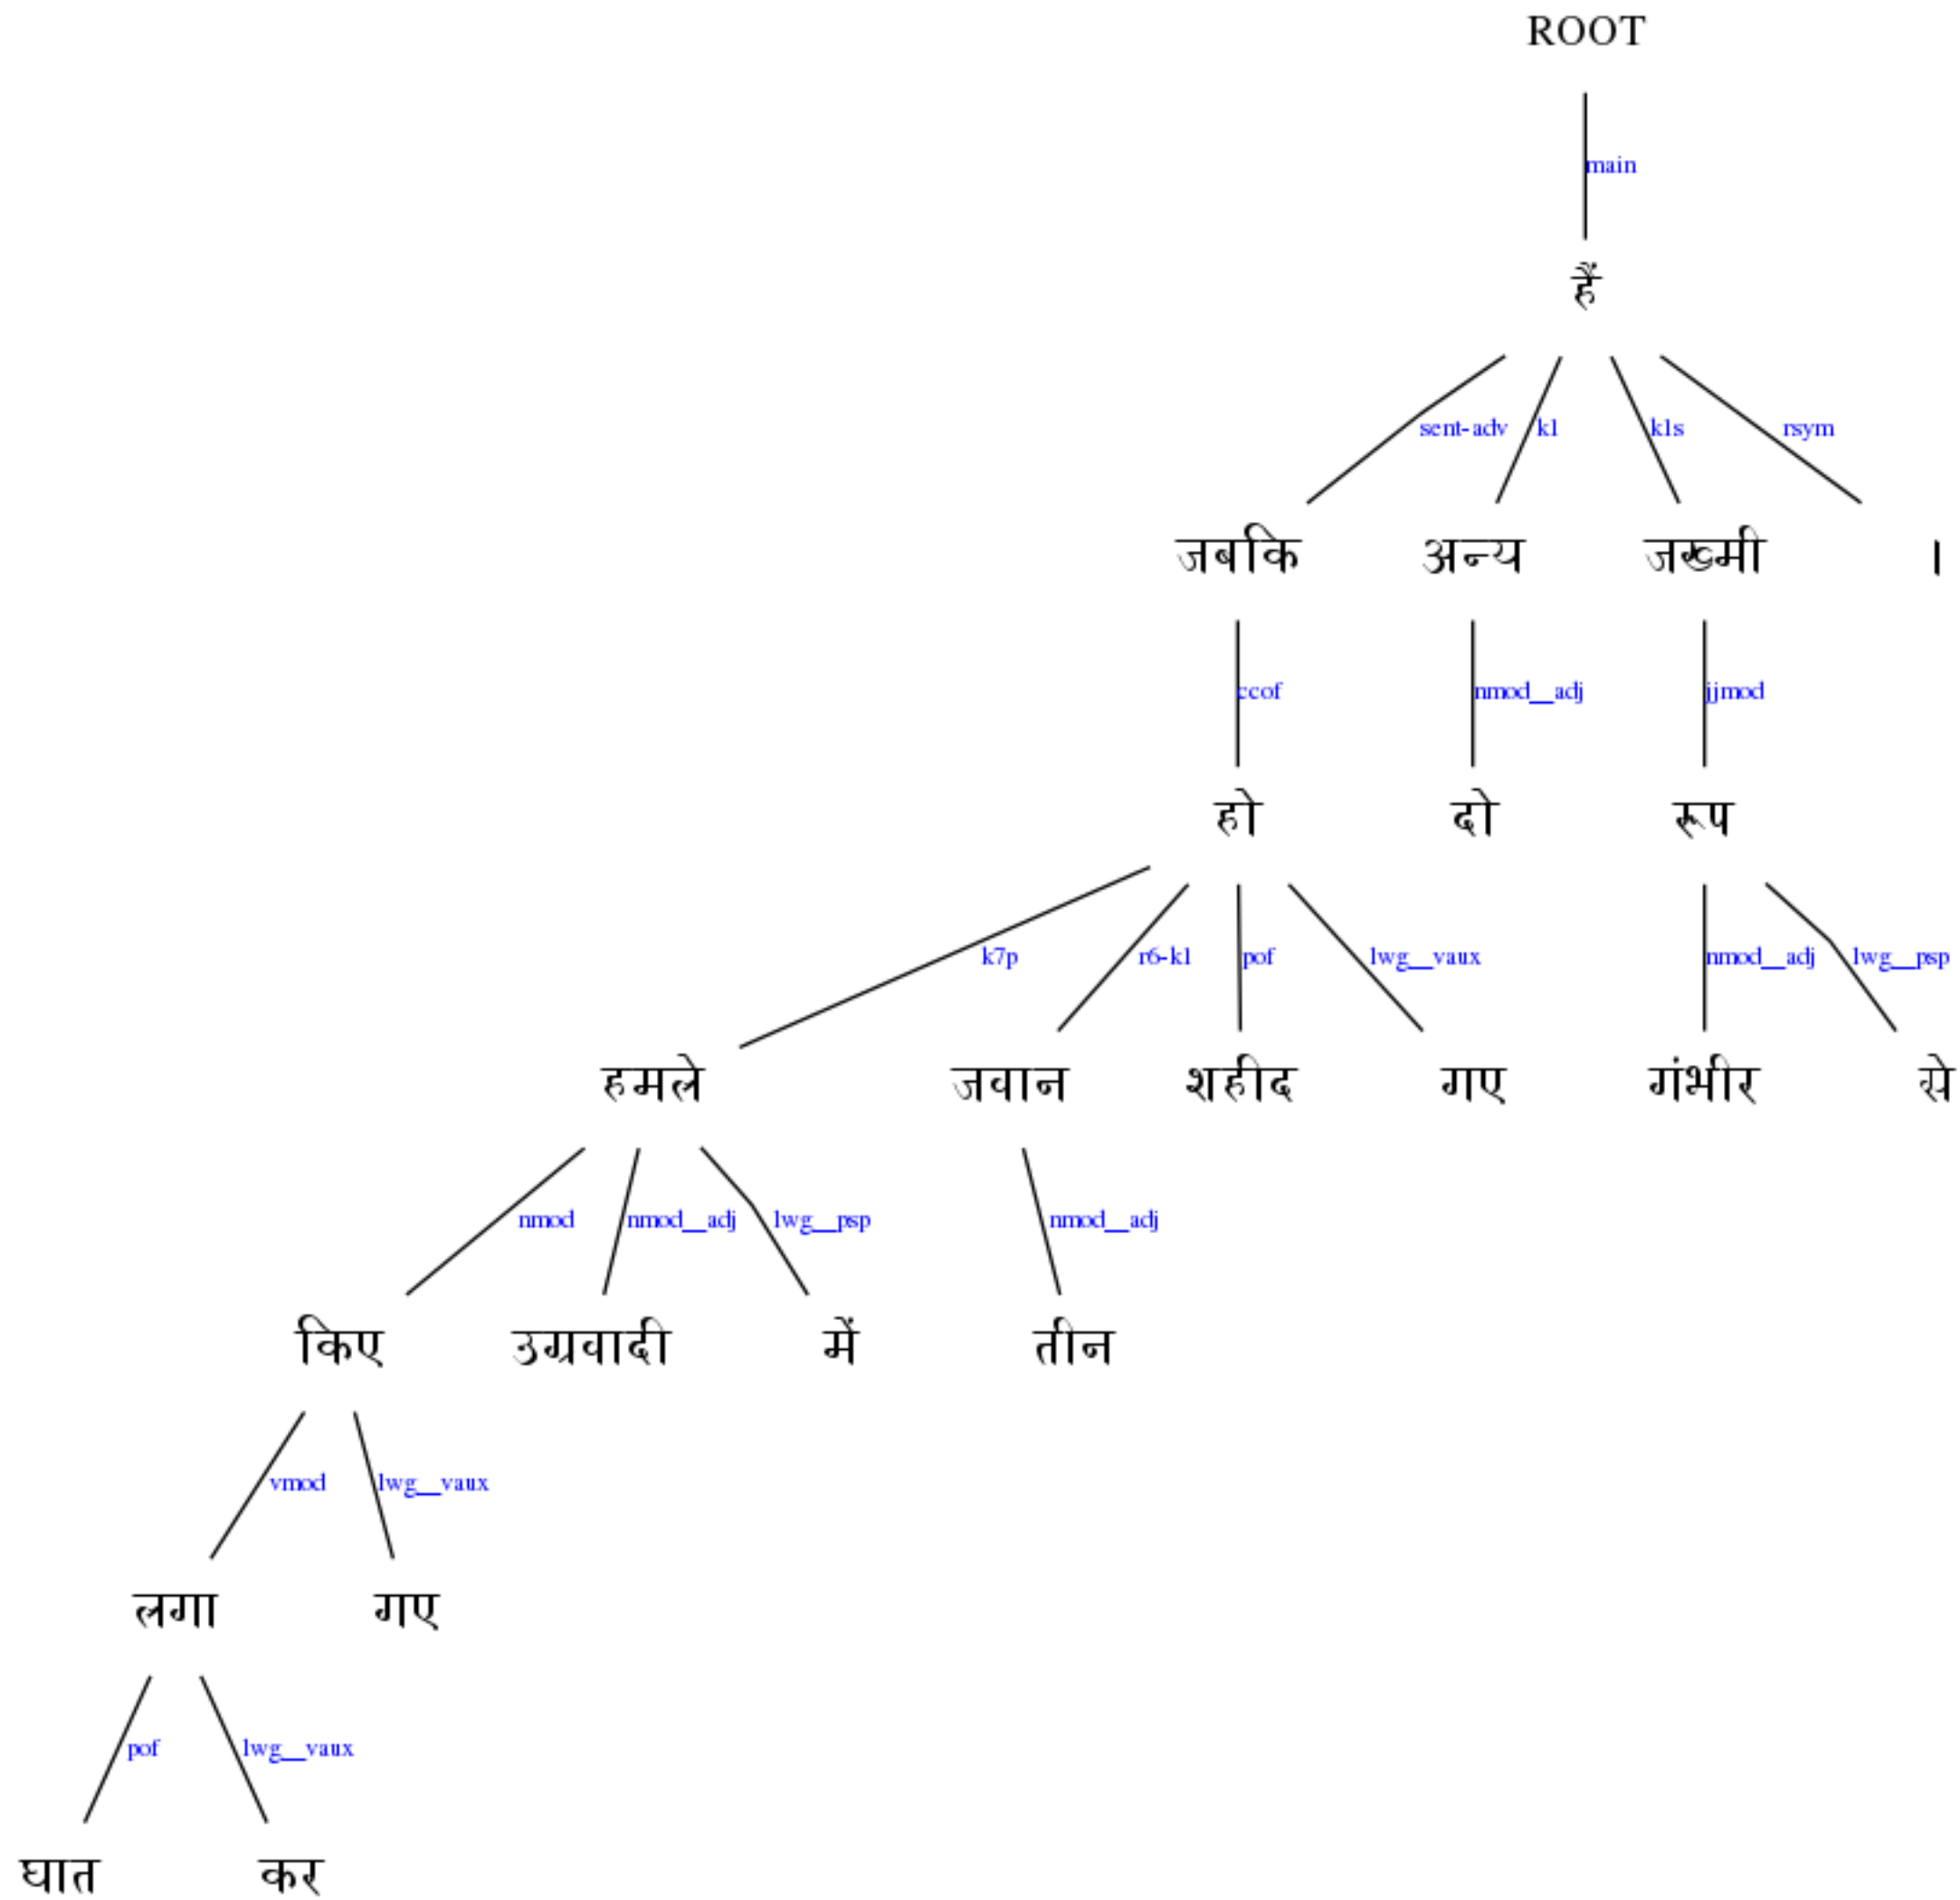 ROOT
main
हैं
sent-adv k1 k1s rsym
जबकि अन्य जख्मी ।
ccof nmod__adj jjmod
हो दो रूप
k7p r6-k1 pof lwg__vaux nmod__adj lwg__psp
हमले जवान शहीद गए गंभीर से
nmod nmod__adj lwg__psp nmod__adj
किए उग्रवादी में तीन
vmod lwg__vaux
लगा गए
pof lwg__vaux
घात कर